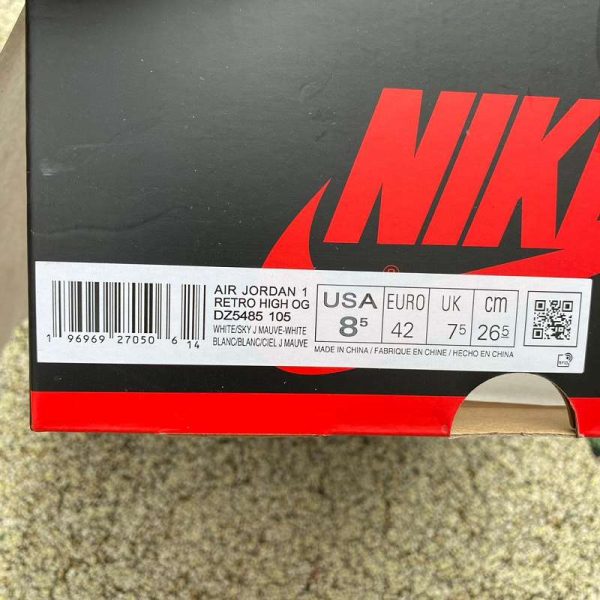 NIKE
®
AIR JORDAN 1
RETRO HIGH OG
DZ5485 105
WHITE/SKY J MAUVE-WHITE
BLANC/BLANC/CIEL J MAUVE
USA EURO UK cm
8⁵ 42 7⁵ 26⁵
MADE IN CHINA / FABRIQUE EN CHINE / HECHO EN CHINA
1 96969 27050 6 14